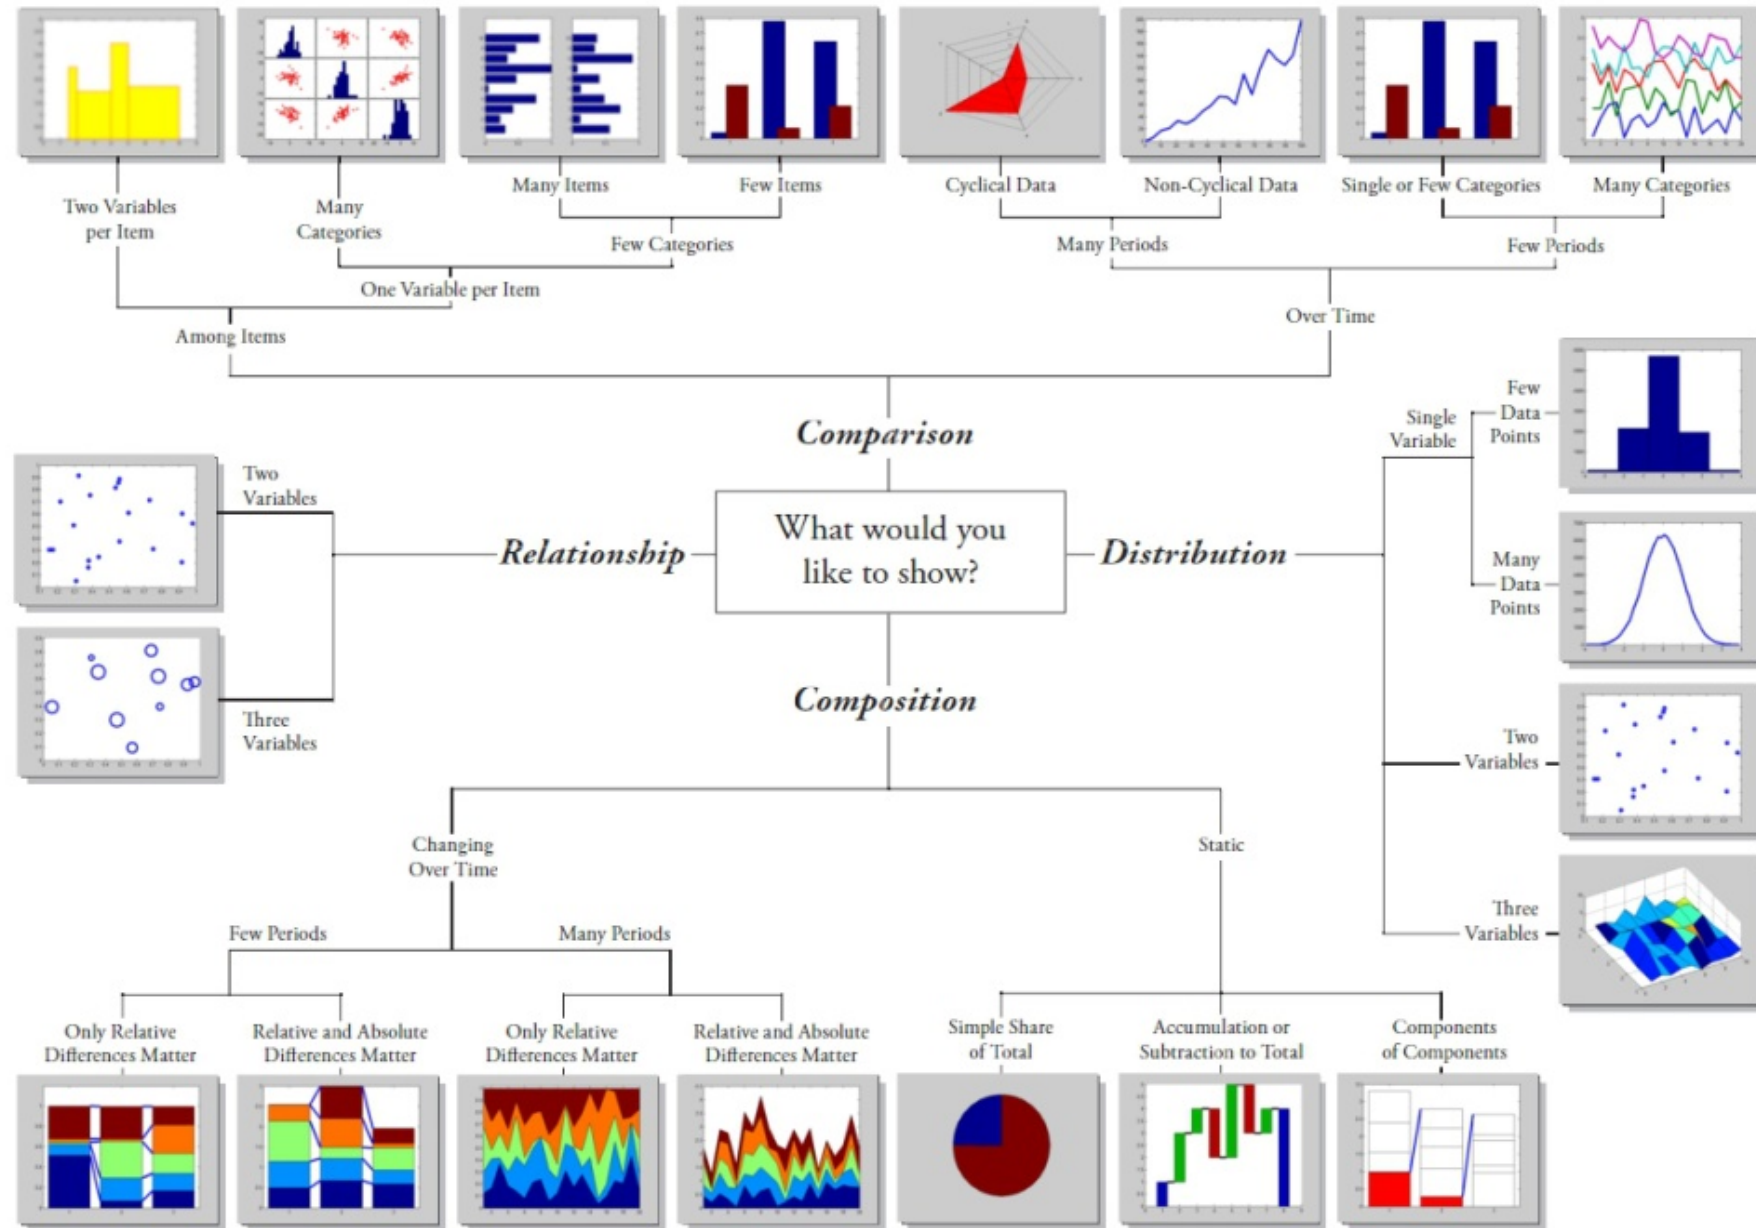 Two Variables
per Item
Many
Categories
Many Items
Few Items
Few Categories
One Variable per Item
Among Items
Cyclical Data
Non-Cyclical Data
Many Periods
Single or Few Categories
Many Categories
Few Periods
Over Time
Comparison
What would you
like to show?
Relationship
Two
Variables
Three
Variables
Distribution
Single
Variable
Few
Data
Points
Many
Data
Points
Two
Variables
Three
Variables
Composition
Changing
Over Time
Few Periods
Many Periods
Only Relative
Differences Matter
Relative and Absolute
Differences Matter
Only Relative
Differences Matter
Relative and Absolute
Differences Matter
Static
Simple Share
of Total
Accumulation or
Subtraction to Total
Components
of Components